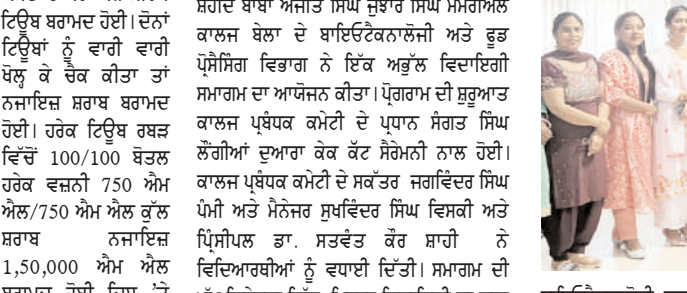 ਟਿਊਬ ਬਰਾਮਦ ਹੋਈ। ਦੋਨਾਂ
ਟਿਊਬਾਂ ਨੂੰ ਵਾਰੀ ਵਾਰੀ
ਖੋਲ੍ਹ ਕੇ ਚੈਕ ਕੀਤਾ ਤਾਂ
ਨਜਾਇਜ਼ ਸ਼ਰਾਬ ਬਰਾਮਦ
ਹੋਈ। ਹਰੇਕ ਟਿਊਬ ਰਬੜ
ਵਿੱਚੋਂ 100/100 ਬੋਤਲ
ਹਰੇਕ ਵਜ਼ਨੀ 750 ਐਮ
ਐਲ/750 ਐਮ ਐਲ ਕੁੱਲ
ਸ਼ਰਾਬ ਨਜਾਇਜ਼
1,50,000 ਐਮ ਐਲ
ਬਰਾਮਦ ਹੋਈ
ਸ਼ਹੀਦ ਬਾਬਾ ਅਜੀਤ ਸਿੰਘ ਜੁਝਾਰ ਸਿੰਘ ਮੈਮੋਰੀਅਲ
ਕਾਲਜ ਬੇਲਾ ਦੇ ਬਾਇਓਟੈਕਨਾਲੋਜੀ ਅਤੇ ਫੂਡ
ਪ੍ਰੋਸੈਸਿੰਗ ਵਿਭਾਗ ਨੇ ਇੱਕ ਅਭੁੱਲ ਵਿਦਾਇਗੀ
ਸਮਾਗਮ ਦਾ ਆਯੋਜਨ ਕੀਤਾ। ਪ੍ਰੋਗਰਾਮ ਦੀ ਸ਼ੁਰੂਆਤ
ਕਾਲਜ ਪ੍ਰਬੰਧਕ ਕਮੇਟੀ ਦੇ ਪ੍ਰਧਾਨ ਸੰਗਤ ਸਿੰਘ
ਲੌਂਗੀਆਂ ਦੁਆਰਾ ਕੇਕ ਕੱਟ ਸੈਰੇਮਨੀ ਨਾਲ ਹੋਈ।
ਕਾਲਜ ਪ੍ਰਬੰਧਕ ਕਮੇਟੀ ਦੇ ਸਕੱਤਰ ਜਗਵਿੰਦਰ ਸਿੰਘ
ਪੰਮੀ ਅਤੇ ਮੈਨੇਜਰ ਸੁਖਵਿੰਦਰ ਸਿੰਘ ਵਿਸਕੀ ਅਤੇ
ਪ੍ਰਿੰਸੀਪਲ ਡਾ. ਸਤਵੰਤ ਕੌਰ ਸ਼ਾਹੀ ਨੇ
ਵਿਦਿਆਰਥੀਆਂ ਨੂੰ ਵਧਾਈ ਦਿੱਤੀ। ਸਮਾਗਮ ਦੀ